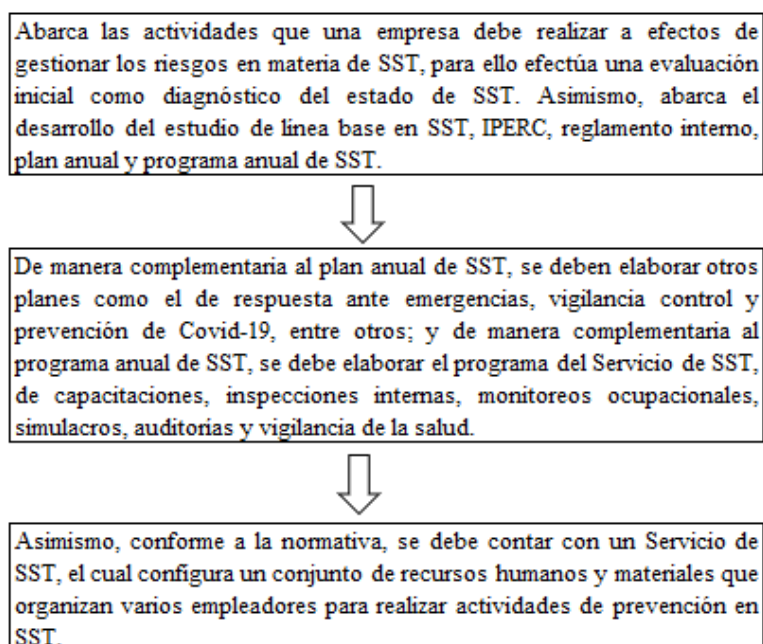 Abarca las actividades que una empresa debe realizar a efectos de
gestionar los riesgos en materia de SST, para ello efectúa una evaluación
inicial como diagnóstico del estado de SST. Asimismo, abarca el
desarrollo del estudio de línea base en SST, IPERC, reglamento interno,
plan anual y programa anual de SST.
De manera complementaria al plan anual de SST, se deben elaborar otros
planes como el de respuesta ante emergencias, vigilancia control y
prevención de Covid-19, entre otros; y de manera complementaria al
programa anual de SST, se debe elaborar el programa del Servicio de SST,
de capacitaciones, inspecciones internas, monitoreos ocupacionales,
simulacros, auditorias y vigilancia de la salud.
Asimismo, conforme a la normativa, se debe contar con un Servicio de
SST, el cual configura un conjunto de recursos humanos y materiales que
organizan varios empleadores para realizar actividades de prevención en
SST.